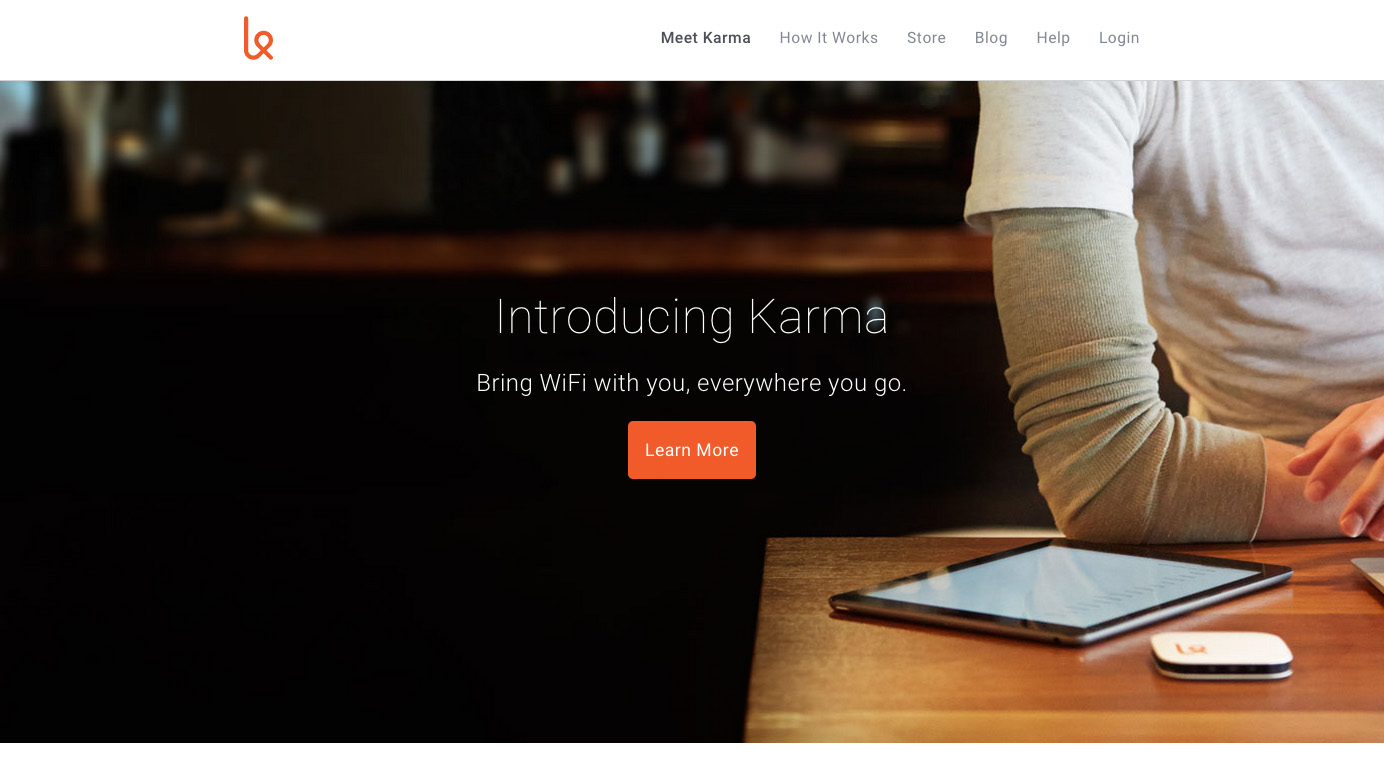 Meet Karma
How It Works
Store
Blog
Help
Login
Introducing Karma
Bring WiFi with you, everywhere you go.
Learn More